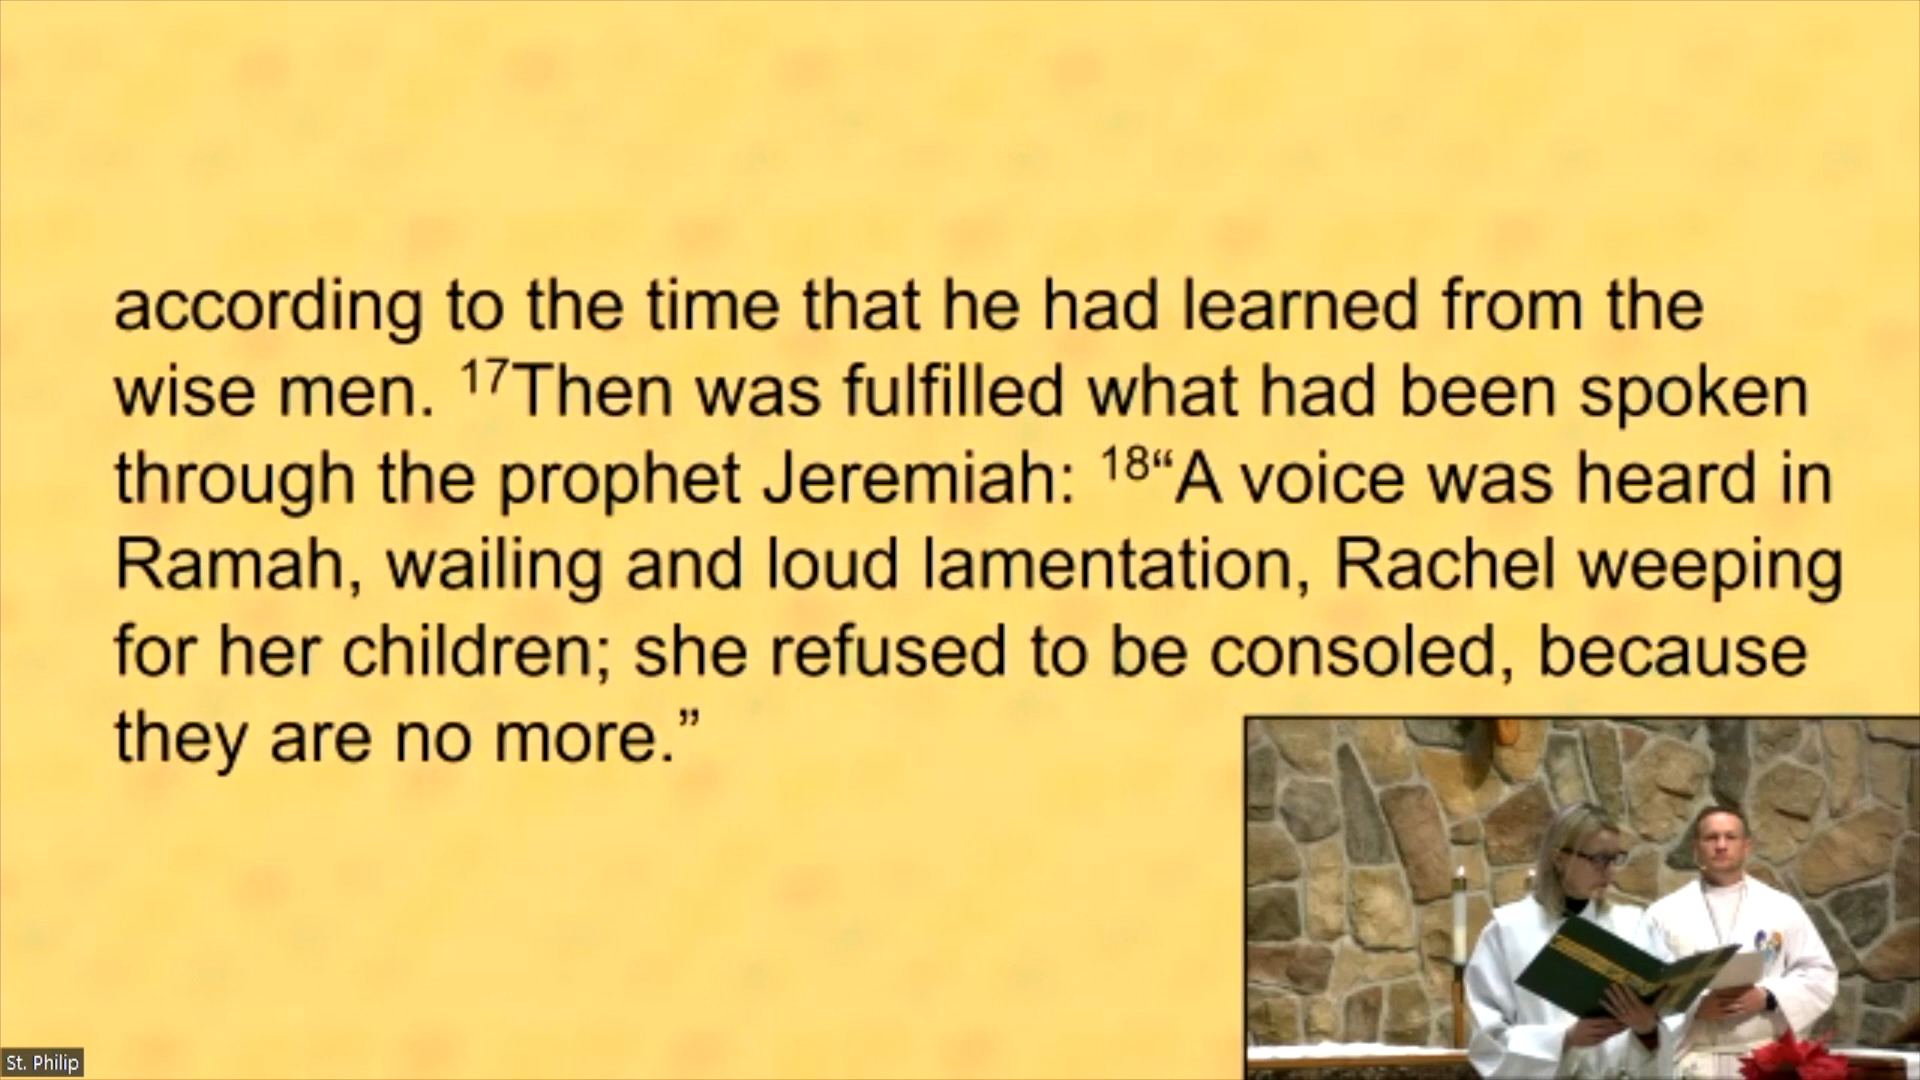 according to the time that he had learned from the
wise men. 17Then was fulfilled what had been spoken
through the prophet Jeremiah: 18“A voice was heard in
Ramah, wailing and loud lamentation, Rachel weeping
for her children; she refused to be consoled, because
they are no more.”
St. Philip